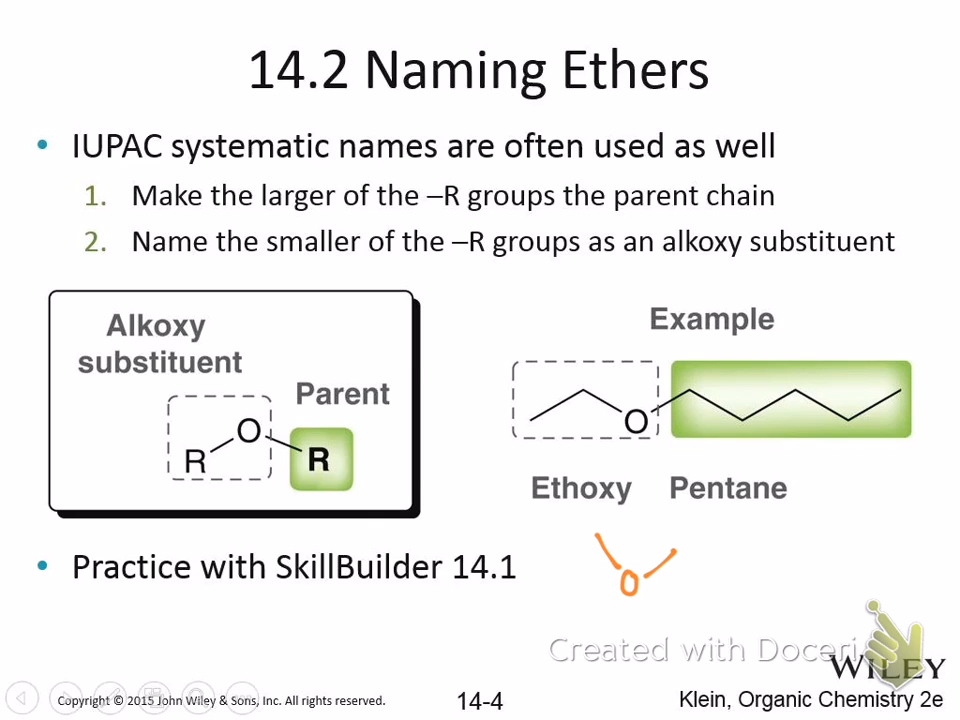 14.2 Naming Ethers
• IUPAC systematic names are often used as well
1. Make the larger of the –R groups the parent chain
2. Name the smaller of the –R groups as an alkoxy substituent
Alkoxy
substituent
Parent
O
R
R
Example
O
Ethoxy Pentane
• Practice with SkillBuilder 14.1
O
Created with Doceri
WILEY
Copyright © 2015 John Wiley & Sons, Inc. All rights reserved.
14-4
Klein, Organic Chemistry 2e